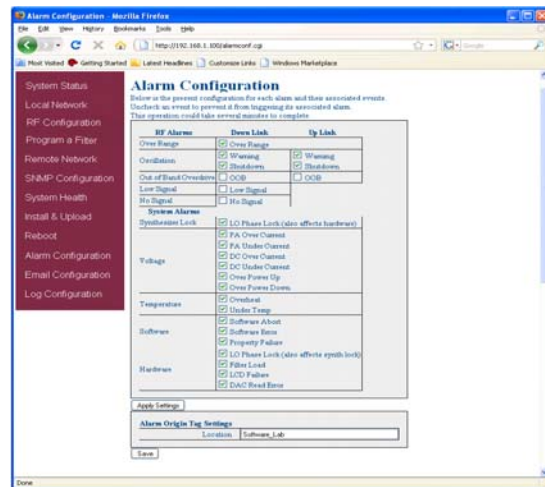 Alarm Configuration - Mozilla Firefox
File Edit View History Bookmarks Tools Help
http://192.168.1.100/alarmconf.cgi
Google
Most Visited Getting Started Latest Headlines Customize Links Windows Marketplace
System Status
Local Network
RF Configuration
Program a Filter
Remote Network
SNMP Configuration
System Health
Install & Upload
Reboot
Alarm Configuration
Email Configuration
Log Configuration
Alarm Configuration
Below is the present configuration for each alarm and their associated events.
Uncheck an event to prevent it from triggering its associated alarm.
This operation could take several minutes to complete
RF Alarms Down Link Up Link
Over Range Over Range
Oscillation Warning Warning
Shutdown Shutdown
Out of Band Overdrive OOB OOB
Low Signal Low Signal
No Signal No Signal
System Alarms
Synthesizer Lock LO Phase Lock (also affects hardware)
Voltage
PA Over Current
PA Under Current
DC Over Current
DC Under Current
Over Power Up
Over Power Down
Temperature
Overheat
Under Temp
Software
Software Abort
Software Error
Property Failure
Hardware
LO Phase Lock (also affects synth lock)
Filter Load
LCD Failure
DAC Read Error
Apply Settings
Alarm Origin Tag Settings
Location Software_Lab
Save
Done